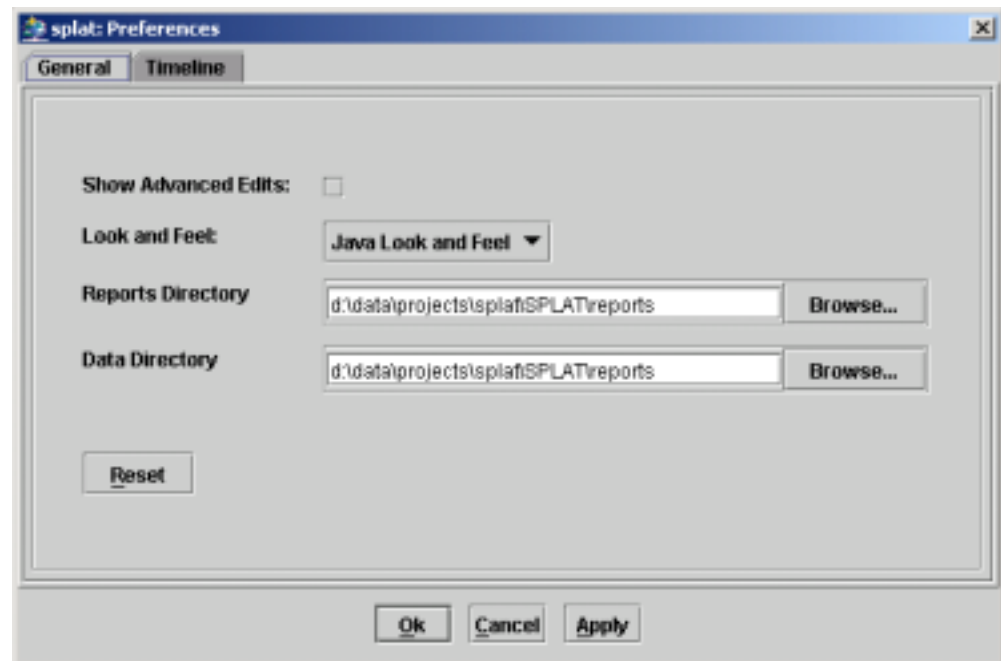 splat: Preferences
General Timeline
Show Advanced Edits:
Look and Feel: Java Look and Feel
Reports Directory d:\data\projects\splat\SPLAT\reports Browse...
Data Directory d:\data\projects\splat\SPLAT\reports Browse...
Reset
Ok Cancel Apply